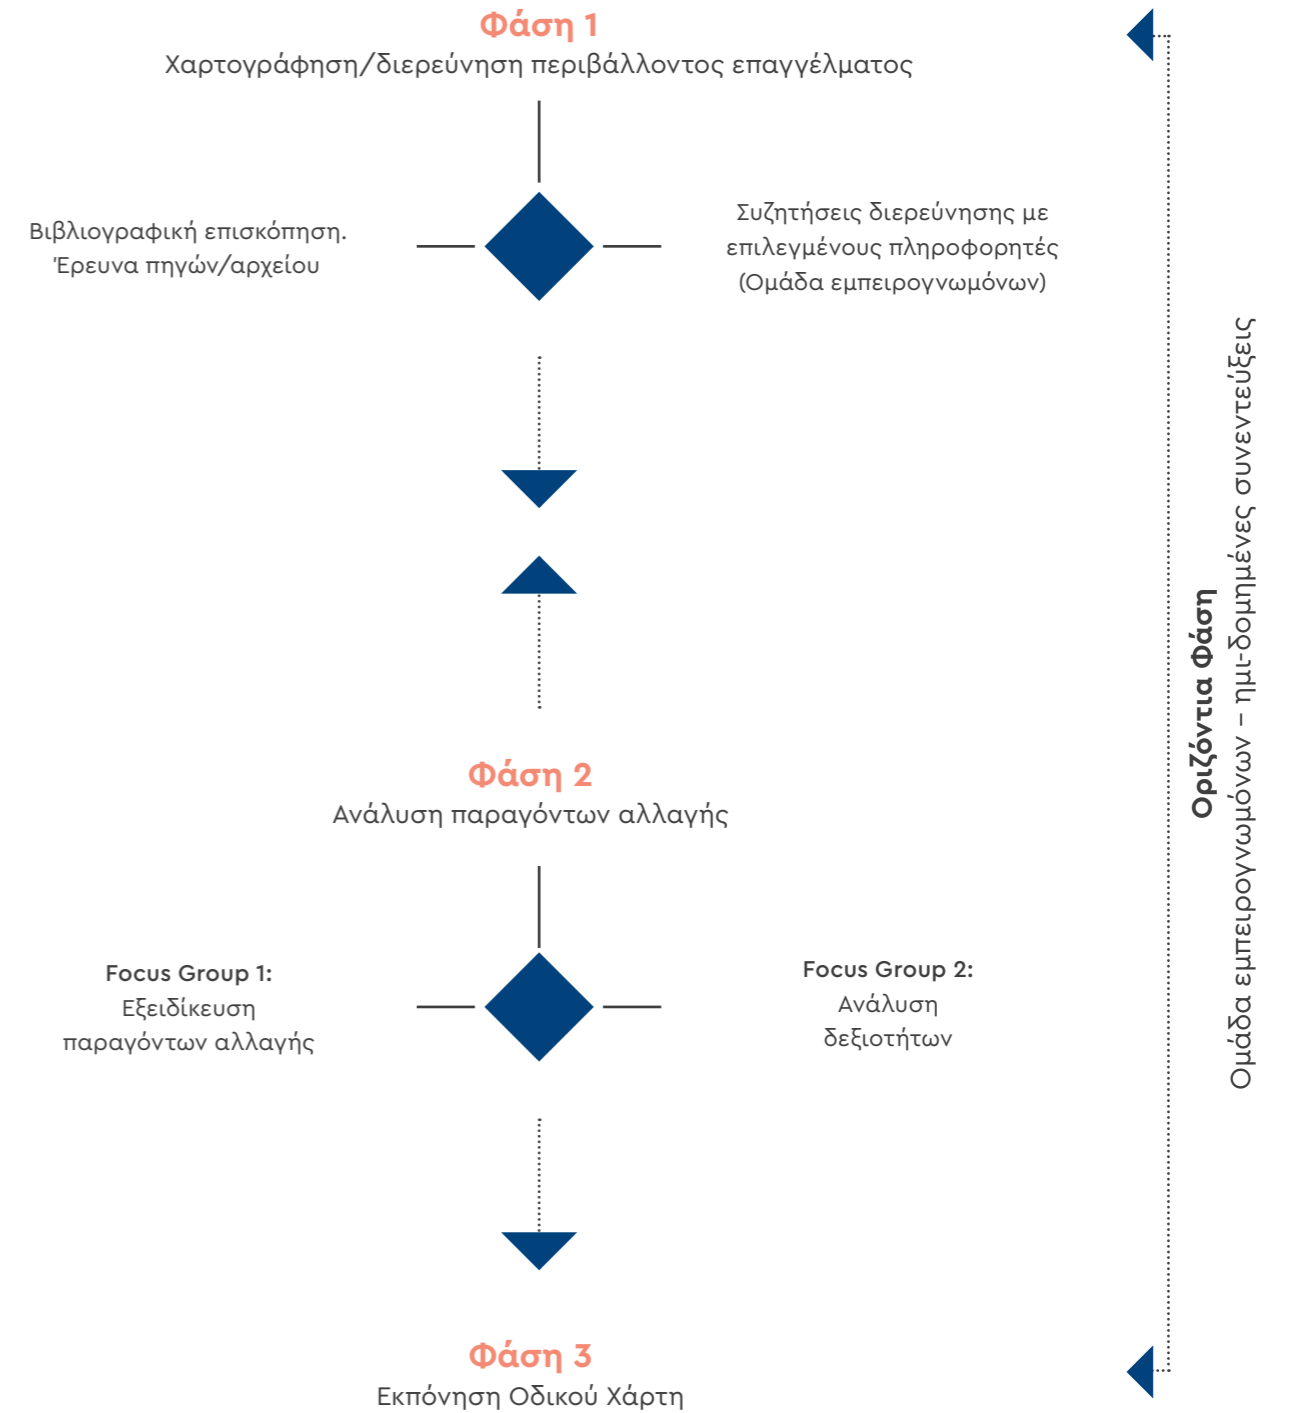 Φάση 1
Χαρτογράφηση/διερεύνηση περιβάλλοντος επαγγέλματος
Βιβλιογραφική επισκόπηση.
Έρευνα πηγών/αρχείου
Συζητήσεις διερεύνησης με
επιλεγμένους πληροφορητές
(Ομάδα εμπειρογνωμόνων)
Φάση 2
Ανάλυση παραγόντων αλλαγής
Focus Group 1:
Εξειδίκευση
παραγόντων αλλαγής
Focus Group 2:
Ανάλυση
δεξιοτήτων
Φάση 3
Εκπόνηση Οδικού Χάρτη
Οριζόντια Φάση
Ομάδα εμπειρογνωμόνων – ημι-δομημένες συνεντεύξεις